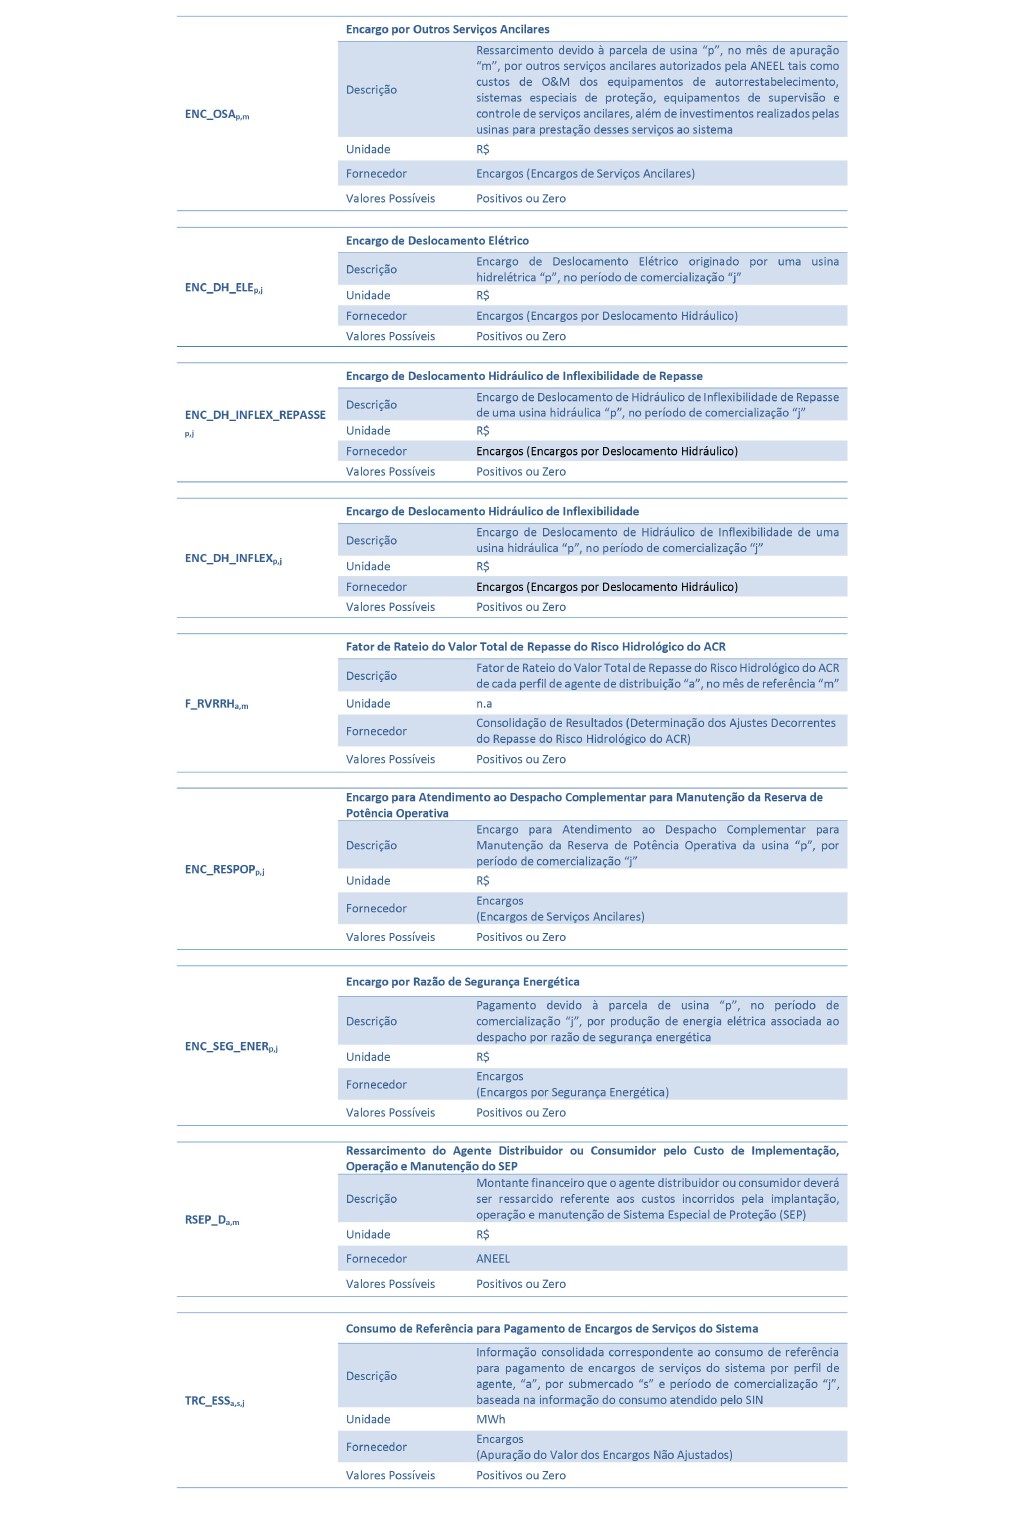 Encargo por Outros Serviços Ancilares
ENC_OSAp,m
Descrição
Ressarcimento devido à parcela de usina “p”, no mês de apuração
“m”, por outros serviços ancilares autorizados pela ANEEL tais como
custos de O&M dos equipamentos de autorrestabelecimento,
sistemas especiais de proteção, equipamentos de supervisão e
controle de serviços ancilares, além de investimentos realizados pelas
usinas para prestação desses serviços ao sistema
Unidade R$
Fornecedor Encargos (Encargos de Serviços Ancilares)
Valores Possíveis Positivos ou Zero
Encargo de Deslocamento Elétrico
ENC_DH_ELEp,j
Descrição
Encargo de Deslocamento Elétrico originado por uma usina
hidrelétrica “p”, no período de comercialização “j”
Unidade R$
Fornecedor Encargos (Encargos por Deslocamento Hidráulico)
Valores Possíveis Positivos ou Zero
Encargo de Deslocamento Hidráulico de Inflexibilidade de Repasse
ENC_DH_INFLEX_REPASSE
p,j
Descrição
Encargo de Deslocamento de Hidráulico de Inflexibilidade de Repasse
de uma usina hidráulica “p”, no período de comercialização “j”
Unidade R$
Fornecedor Encargos (Encargos por Deslocamento Hidráulico)
Valores Possíveis Positivos ou Zero
Encargo de Deslocamento Hidráulico de Inflexibilidade
ENC_DH_INFLEXp,j
Descrição
Encargo de Deslocamento de Hidráulico de Inflexibilidade de uma
usina hidráulica “p”, no período de comercialização “j”
Unidade R$
Fornecedor Encargos (Encargos por Deslocamento Hidráulico)
Valores Possíveis Positivos ou Zero
Fator de Rateio do Valor Total de Repasse do Risco Hidrológico do ACR
F_RVRRHa,m
Descrição
Fator de Rateio do Valor Total de Repasse do Risco Hidrológico do ACR
de cada perfil de agente de distribuição “a”, no mês de referência “m”
Unidade n.a
Fornecedor
Consolidação de Resultados (Determinação dos Ajustes Decorrentes
do Repasse do Risco Hidrológico do ACR)
Valores Possíveis Positivos ou Zero
Encargo para Atendimento ao Despacho Complementar para Manutenção da Reserva de
Potência Operativa
ENC_RESPOPp,j
Descrição
Encargo para Atendimento ao Despacho Complementar para
Manutenção da Reserva de Potência Operativa da usina “p”, por
período de comercialização “j”
Unidade R$
Fornecedor
Encargos
(Encargos de Serviços Ancilares)
Valores Possíveis Positivos ou Zero
Encargo por Razão de Segurança Energética
ENC_SEG_ENERp,j
Descrição
Pagamento devido à parcela de usina “p”, no período de
comercialização “j”, por produção de energia elétrica associada ao
despacho por razão de segurança energética
Unidade R$
Fornecedor
Encargos
(Encargos por Segurança Energética)
Valores Possíveis Positivos ou Zero
Ressarcimento do Agente Distribuidor ou Consumidor pelo Custo de Implementação,
Operação e Manutenção do SEP
RSEP_Da,m
Descrição
Montante financeiro que o agente distribuidor ou consumidor deverá
ser ressarcido referente aos custos incorridos pela implantação,
operação e manutenção de Sistema Especial de Proteção (SEP)
Unidade R$
Fornecedor ANEEL
Valores Possíveis Positivos ou Zero
Consumo de Referência para Pagamento de Encargos de Serviços do Sistema
TRC_ESSa,s,j
Descrição
Informação consolidada correspondente ao consumo de referência
para pagamento de encargos de serviços do sistema por perfil de
agente, “a”, por submercado “s” e período de comercialização “j”,
baseada na informação do consumo atendido pelo SIN
Unidade MWh
Fornecedor
Encargos
(Apuração do Valor dos Encargos Não Ajustados)
Valores Possíveis Positivos ou Zero